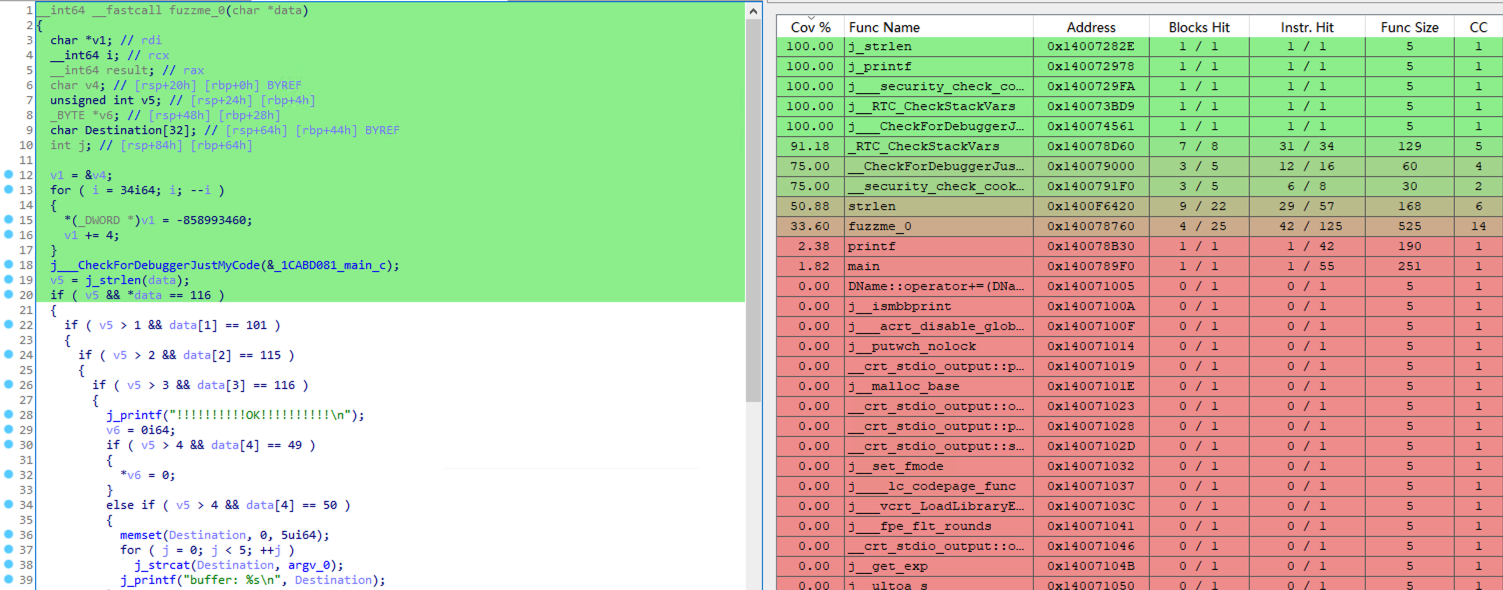 1 __int64 __fastcall fuzzme_0(char *data)
2 {
3 char *v1; // rdi
4 __int64 i; // rcx
5 __int64 result; // rax
6 char v4; // [rsp+20h] [rbp+0h] BYREF
7 unsigned int v5; // [rsp+24h] [rbp+4h]
8 _BYTE *v6; // [rsp+48h] [rbp+28h]
9 char Destination[32]; // [rsp+64h] [rbp+44h] BYREF
10 int j; // [rsp+84h] [rbp+64h]
11
12 v1 = &v4;
13 for ( i = 34i64; i; --i )
14 {
15 *(_DWORD *)v1 = -858993460;
16 v1 += 4;
17 }
18 j___CheckForDebuggerJustMyCode(&_1CABD081_main_c);
19 v5 = j_strlen(data);
20 if ( v5 && *data == 116 )
21 {
22 if ( v5 > 1 && data[1] == 101 )
23 {
24 if ( v5 > 2 && data[2] == 115 )
25 {
26 if ( v5 > 3 && data[3] == 116 )
27 {
28 j_printf("!!!!!!!!!!OK!!!!!!!!!!\n");
29 v6 = 0i64;
30 if ( v5 > 4 && data[4] == 49 )
31 {
32 *v6 = 0;
33 }
34 else if ( v5 > 4 && data[4] == 50 )
35 {
36 memset(Destination, 0, 5ui64);
37 for ( j = 0; j < 5; ++j )
38 j_strcat(Destination, argv_0);
39 j_printf("buffer: %s\n", Destination);
Cov % Func Name Address Blocks Hit Instr. Hit Func Size CC
100.00 j_strlen 0x14007282E 1 / 1 1 / 1 5 1
100.00 j_printf 0x140072978 1 / 1 1 / 1 5 1
100.00 j___security_check_co… 0x1400729FA 1 / 1 1 / 1 5 1
100.00 j__RTC_CheckStackVars 0x140073BD9 1 / 1 1 / 1 5 1
100.00 j___CheckForDebuggerJ… 0x140074561 1 / 1 1 / 1 5 1
91.18 _RTC_CheckStackVars 0x140078D60 7 / 8 31 / 34 129 5
75.00 __CheckForDebuggerJus… 0x140079000 3 / 5 12 / 16 60 4
75.00 __security_check_cook… 0x1400791F0 3 / 5 6 / 8 30 2
50.88 strlen 0x1400F6420 9 / 22 29 / 57 168 6
33.60 fuzzme_0 0x140078760 4 / 25 42 / 125 525 14
2.38 printf 0x140078B30 1 / 1 1 / 42 190 1
1.82 main 0x1400789F0 1 / 1 1 / 55 251 1
0.00 DName::operator+=(DNa… 0x140071005 0 / 1 0 / 1 5 1
0.00 j__ismbbprint 0x14007100A 0 / 1 0 / 1 5 1
0.00 j___acrt_disable_glob… 0x14007100F 0 / 1 0 / 1 5 1
0.00 j__putwch_nolock 0x140071014 0 / 1 0 / 1 5 1
0.00 __crt_stdio_output::p… 0x140071019 0 / 1 0 / 1 5 1
0.00 j__malloc_base 0x14007101E 0 / 1 0 / 1 5 1
0.00 __crt_stdio_output::o… 0x140071023 0 / 1 0 / 1 5 1
0.00 __crt_stdio_output::p… 0x140071028 0 / 1 0 / 1 5 1
0.00 __crt_stdio_output::s… 0x14007102D 0 / 1 0 / 1 5 1
0.00 j__set_fmode 0x140071032 0 / 1 0 / 1 5 1
0.00 j____lc_codepage_func 0x140071037 0 / 1 0 / 1 5 1
0.00 j___vcrt_LoadLibraryE… 0x14007103C 0 / 1 0 / 1 5 1
0.00 j__fpe_flt_rounds 0x140071041 0 / 1 0 / 1 5 1
0.00 __crt_stdio_output::o… 0x140071046 0 / 1 0 / 1 5 1
0.00 j__get_exp 0x14007104B 0 / 1 0 / 1 5 1
0.00 j__ultoa_s 0x140071050 0 / 1 0 / 1 5 1